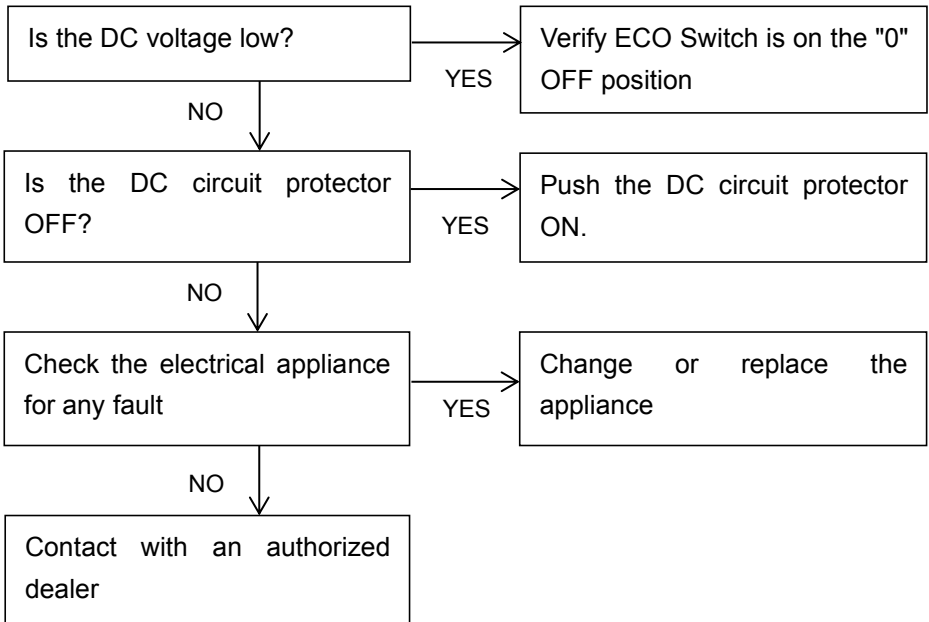 Is the DC voltage low?
YES
Verify ECO Switch is on the "0"
OFF position
NO
Is the DC circuit protector
OFF?
YES
Push the DC circuit protector
ON.
NO
Check the electrical appliance
for any fault
YES
Change or replace the
appliance
NO
Contact with an authorized
dealer